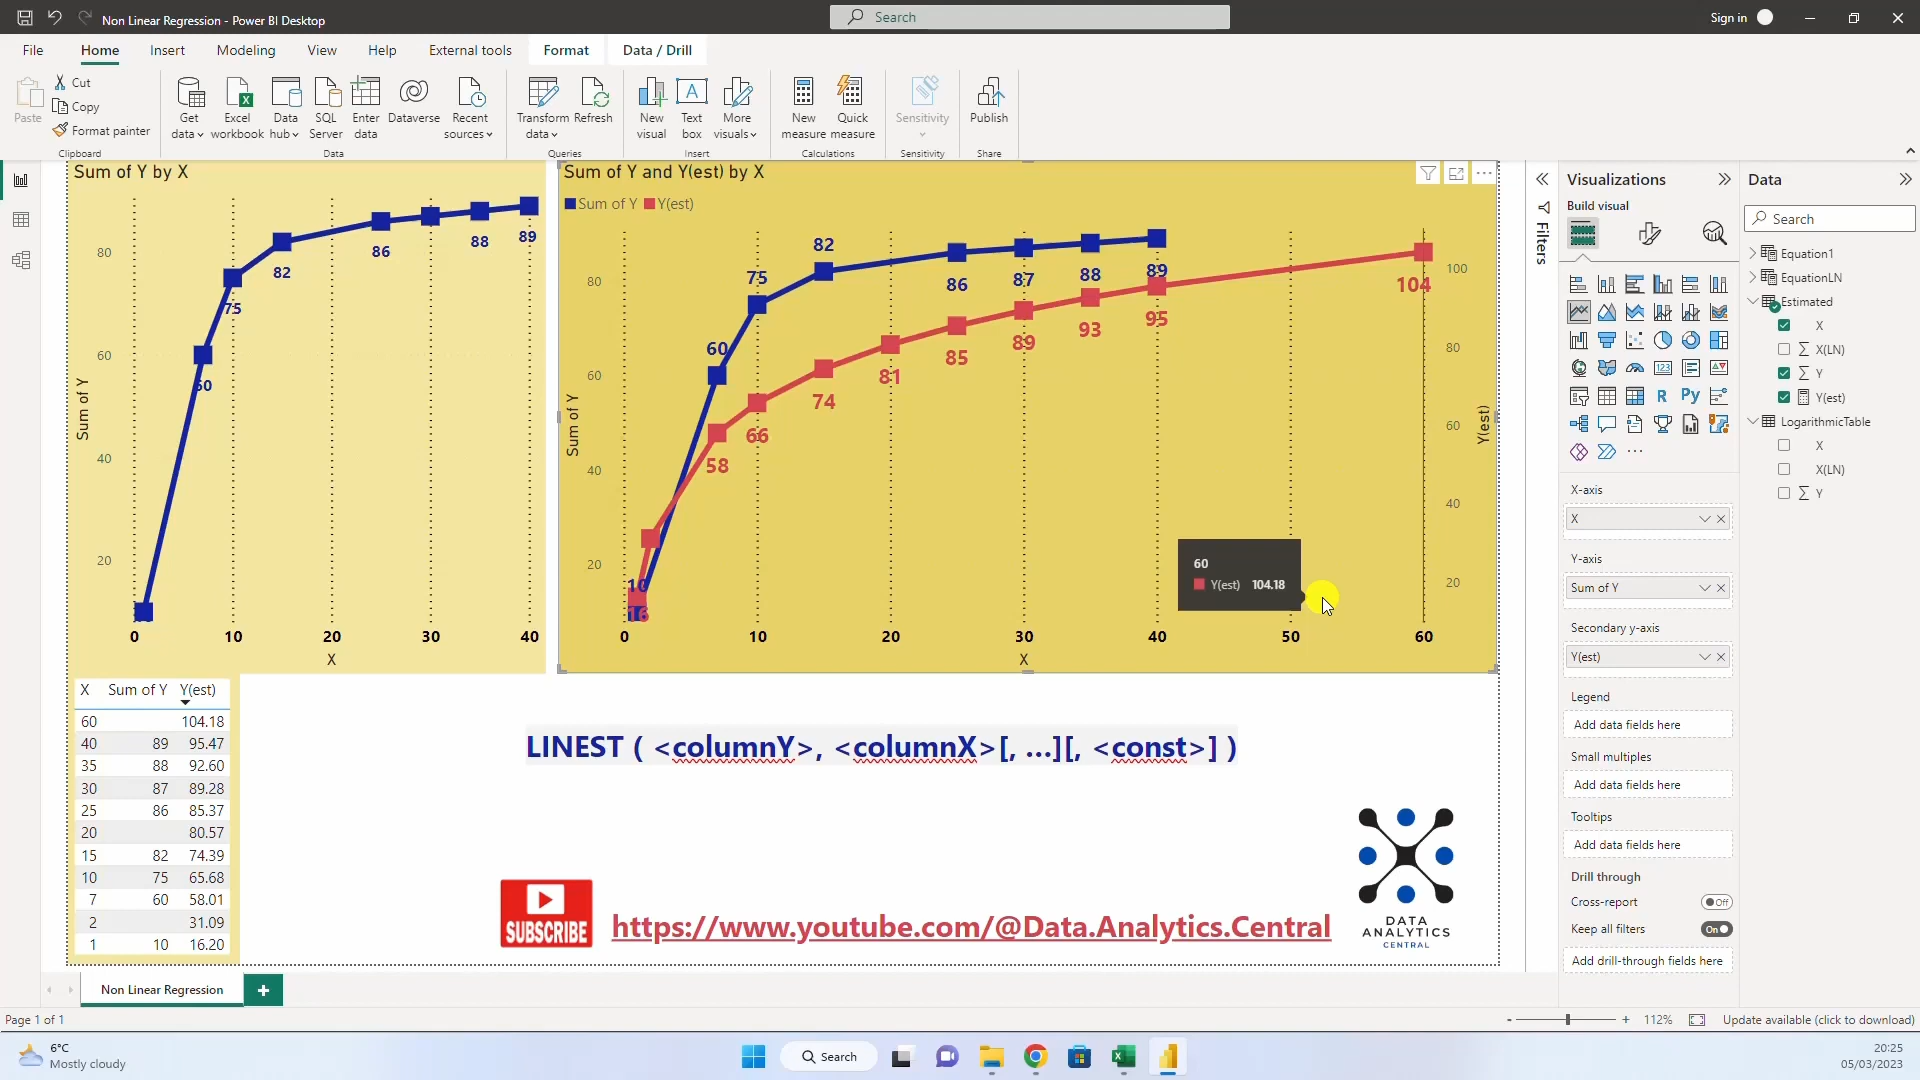 Non Linear Regression - Power BI Desktop
Search
Sign in
File Home Insert Modeling View Help External tools Format Data / Drill
Paste
Cut
Copy
Format painter
Clipboard
Get data
Excel workbook
Data hub
SQL Server
Enter data
Dataverse
Recent sources
Data
Transform data
Refresh
Queries
New visual
Text box
More visuals
Insert
New measure
Quick measure
Calculations
Sensitivity
Sensitivity
Publish
Share
Sum of Y by X
80
60
40
20
Sum of Y
60
75
82
86
88
89
0 10 20 30 40
X
Sum of Y and Y(est) by X
Sum of Y Y(est)
80
60
40
20
Sum of Y
10
60
75
82
86
87
88
89
16
58
66
74
81
85
89
93
95
104
100
80
60
40
20
Y(est)
60
Y(est) 104.18
0 10 20 30 40 50 60
X
X Sum of Y Y(est)
60 104.18
40 89 95.47
35 88 92.60
30 87 89.28
25 86 85.37
20 80.57
15 82 74.39
10 75 65.68
7 60 58.01
2 31.09
1 10 16.20
LINEST ( <columnY>, <columnX>[, …][, <const>] )
SUBSCRIBE
https://www.youtube.com/@Data.Analytics.Central
DATA
ANALYTICS
CENTRAL
Filters
Visualizations
Build visual
R
Py
123
X-axis
X
Y-axis
Sum of Y
Secondary y-axis
Y(est)
Legend
Add data fields here
Small multiples
Add data fields here
Tooltips
Add data fields here
Drill through
Cross-report Off
Keep all filters On
Add drill-through fields here
Data
Search
Equation1
EquationLN
Estimated
X
X(LN)
Y
Y(est)
LogarithmicTable
X
X(LN)
Y
Non Linear Regression
Page 1 of 1
112%
Update available (click to download)
6°C
Mostly cloudy
Search
20:25
05/03/2023